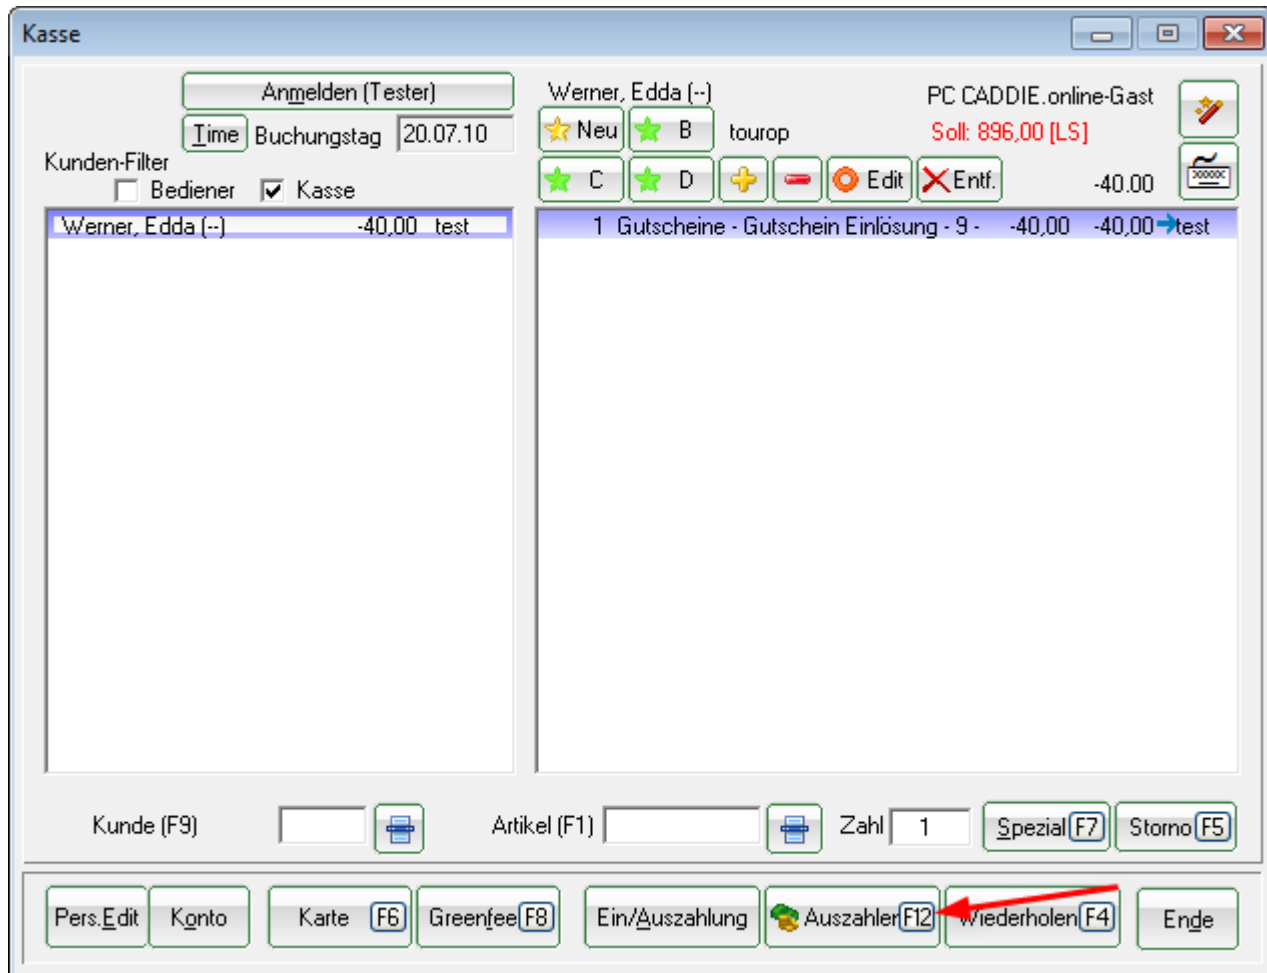 Kasse
Anmelden (Tester)
Time Buchungstag 20.07.10
Kunden-Filter
Bediener Kasse
Werner, Edda (--) PC CADDIE.online-Gast
Neu B tourop Soll: 896,00 [LS]
C D Edit Entf. -40.00
Werner, Edda (--) -40,00 test
1 Gutscheine - Gutschein Einlösung - 9 - -40,00 -40,00 test
Kunde (F9) Artikel (F1) Zahl 1 Spezial F7 Storno F5
Pers.Edit Konto Karte F6 Greenfee F8 Ein/Auszahlung Auszahlen F12 Wiederholen F4 Ende